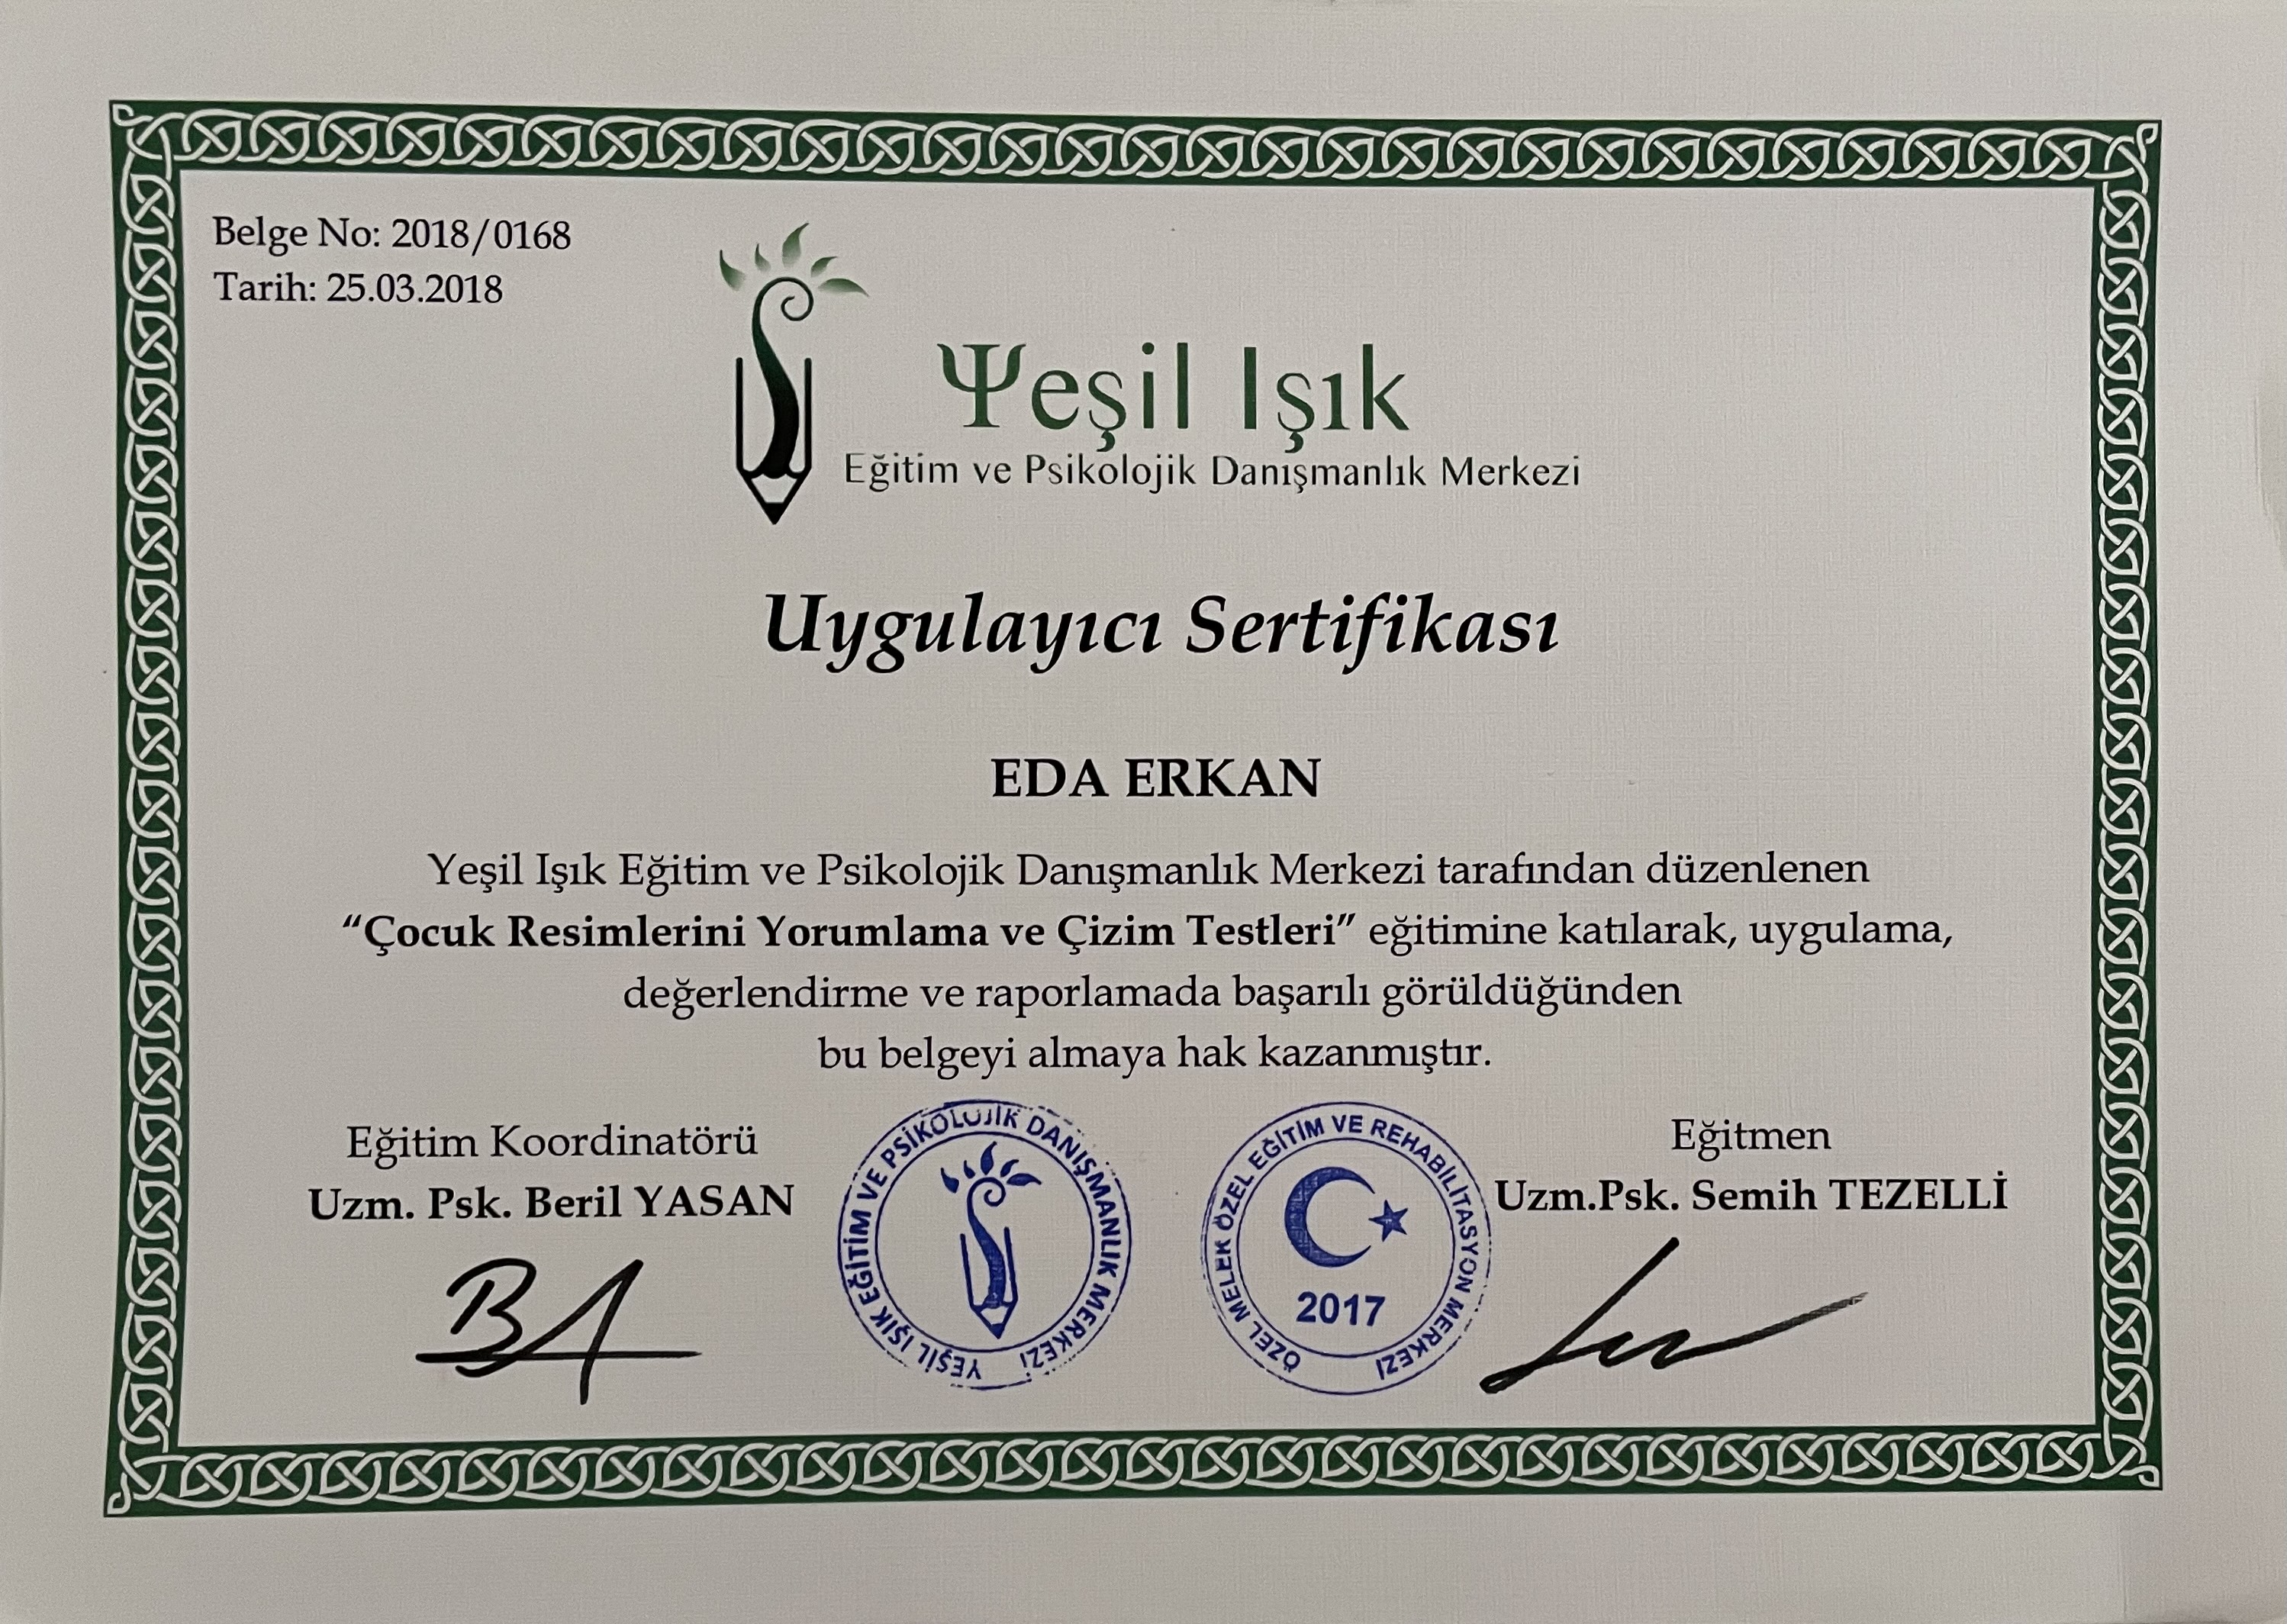 Belge No: 2018/0168
Tarih: 25.03.2018
Ψeşil Işık
Eğitim ve Psikolojik Danışmanlık Merkezi
Uygulayıcı Sertifikası
EDA ERKAN
Yeşil Işık Eğitim ve Psikolojik Danışmanlık Merkezi tarafından düzenlenen
“Çocuk Resimlerini Yorumlama ve Çizim Testleri” eğitimine katılarak, uygulama,
değerlendirme ve raporlamada başarılı görüldüğünden
bu belgeyi almaya hak kazanmıştır.
Eğitim Koordinatörü
Uzm. Psk. Beril YASAN
YEŞİL IŞIK EĞİTİM VE PSİKOLOJİK DANIŞMANLIK MERKEZİ
ÖZEL MELEK ÖZEL EĞİTİM VE REHABİLİTASYON MERKEZİ
2017
Eğitmen
Uzm.Psk. Semih TEZELLİ